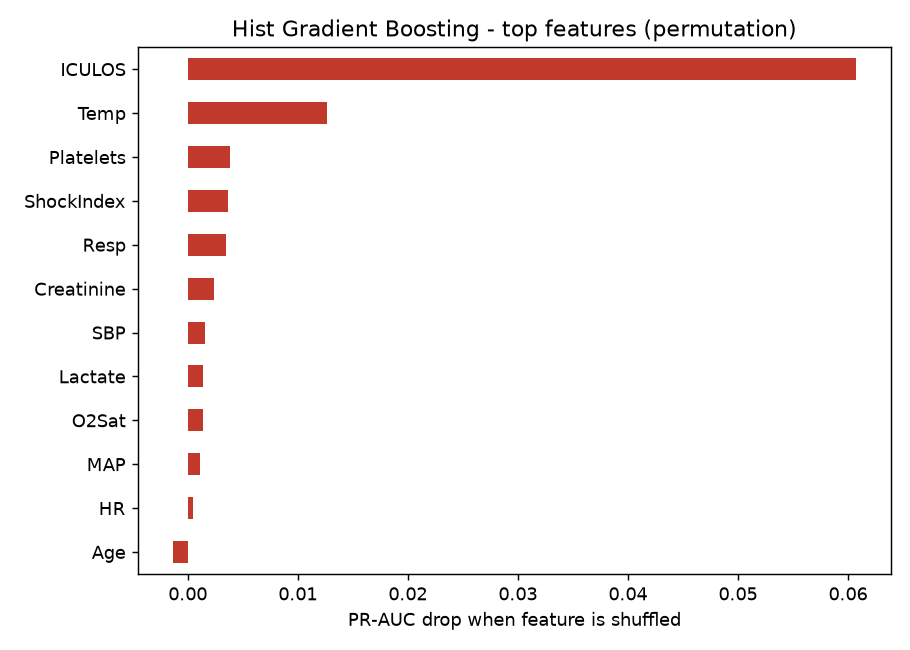 Hist Gradient Boosting - top features (permutation)
ICULOS
Temp
Platelets
ShockIndex
Resp
Creatinine
SBP
Lactate
O2Sat
MAP
HR
Age
0.00 0.01 0.02 0.03 0.04 0.05 0.06
PR-AUC drop when feature is shuffled